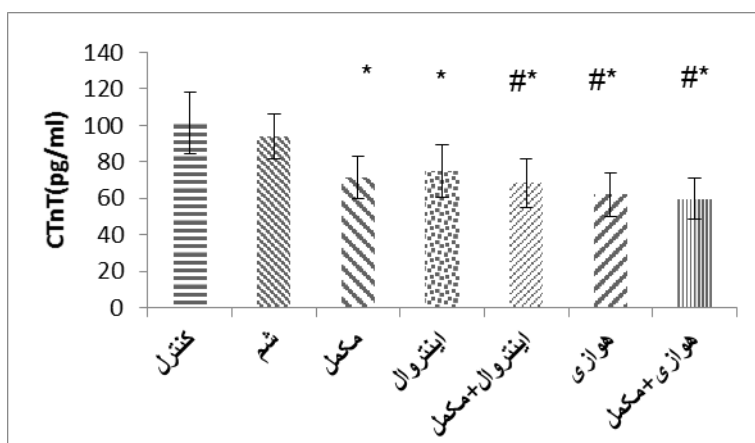 CTnT(pg/ml)
140
120
100
80
60
40
20
0
* * #* #* #*
کنترل
شم
مکمل
اینتروال
اینتروال+مکمل
هوازی
هوازی+مکمل